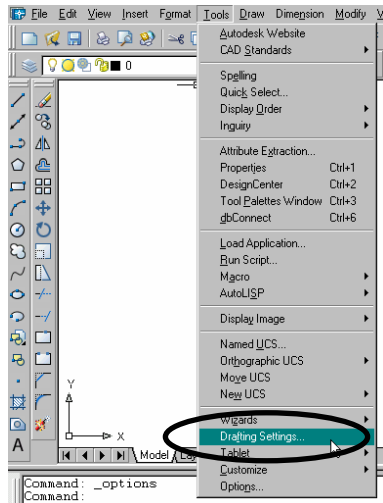 File Edit View Insert Format Tools Draw Dimension Modify
0
Autodesk Website
CAD Standards
Spelling
Quick Select...
Display Order
Inquiry
Attribute Extraction...
Properties Ctrl+1
DesignCenter Ctrl+2
Tool Palettes Window Ctrl+3
dbConnect Ctrl+6
Load Application...
Run Script...
Macro
AutoLISP
Display Image
Named UCS...
Orthographic UCS
Move UCS
New UCS
Wizards
Drafting Settings...
Tablet
Customize
Options...
Y
X
A
Model
Command: _options
Command: